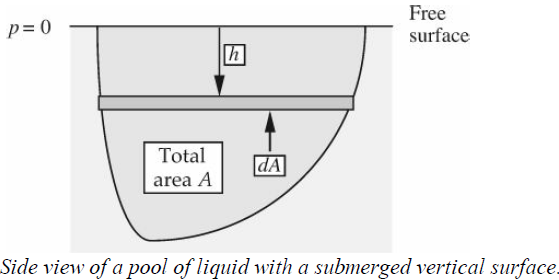 p = 0
Free
surface
h
Total
area A
dA
Side view of a pool of liquid with a submerged vertical surface.